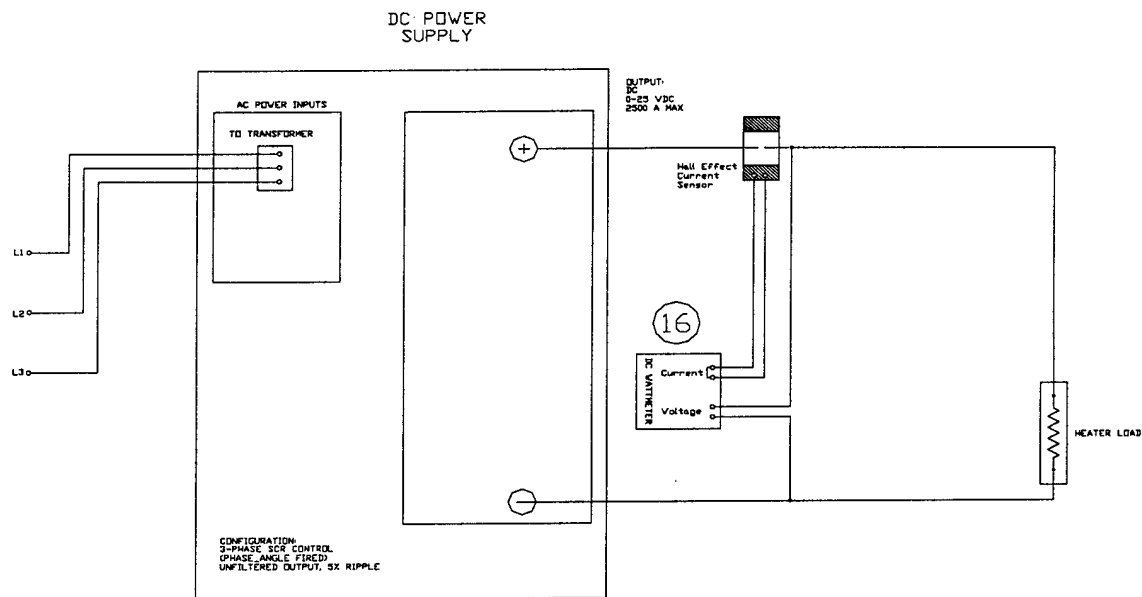 DC POWER
SUPPLY
OUTPUT:
DC
0-25 VDC
2500 A MAX
AC POWER INPUTS
TO TRANSFORMER
Hall Effect
Current
Sensor
L1
L2
L3
16
DC WATTMETER
Current
Voltage
HEATER LOAD
CONFIGURATION:
3-PHASE SCR CONTROL
(PHASE_ANGLE FIRED)
UNFILTERED OUTPUT, 5% RIPPLE